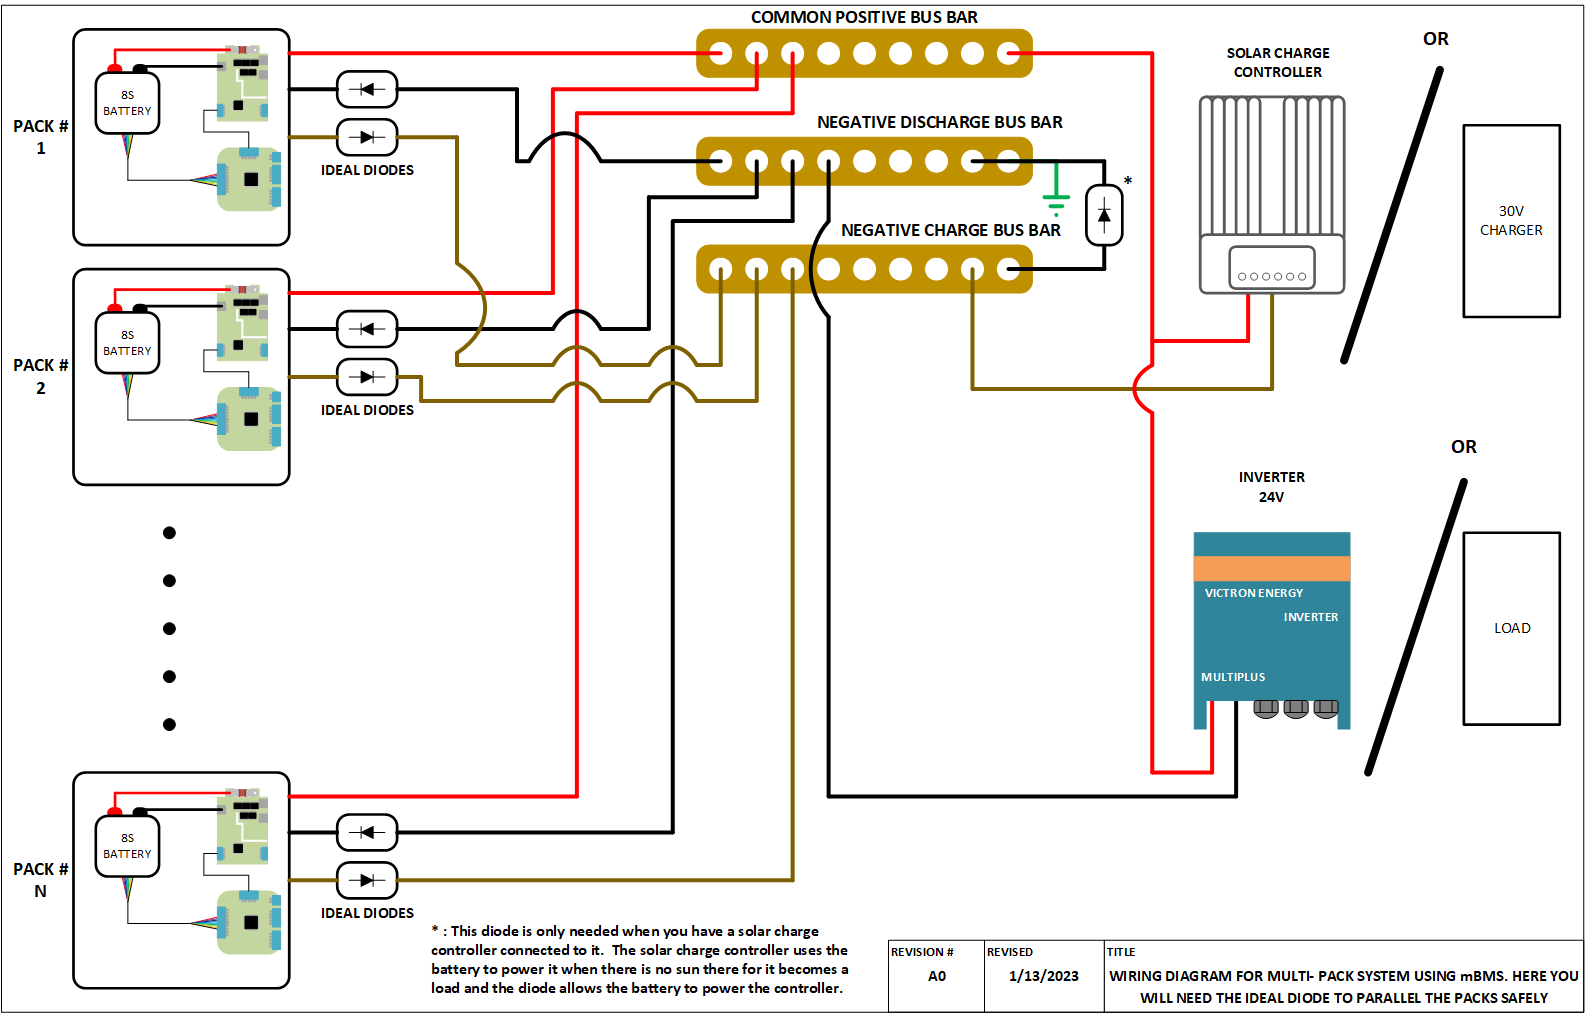 COMMON POSITIVE BUS BAR
OR
SOLAR CHARGE
CONTROLLER
8S
BATTERY
PACK #
1
IDEAL DIODES
NEGATIVE DISCHARGE BUS BAR
*
30V
CHARGER
NEGATIVE CHARGE BUS BAR
8S
BATTERY
PACK #
2
IDEAL DIODES
OR
INVERTER
24V
VICTRON ENERGY
INVERTER
MULTIPLUS
LOAD
8S
BATTERY
PACK #
N
IDEAL DIODES
* : This diode is only needed when you have a solar charge
controller connected to it. The solar charge controller uses the
battery to power it when there is no sun there for it becomes a
load and the diode allows the battery to power the controller.
REVISION #
A0
REVISED
1/13/2023
TITLE
WIRING DIAGRAM FOR MULTI- PACK SYSTEM USING mBMS. HERE YOU
WILL NEED THE IDEAL DIODE TO PARALLEL THE PACKS SAFELY